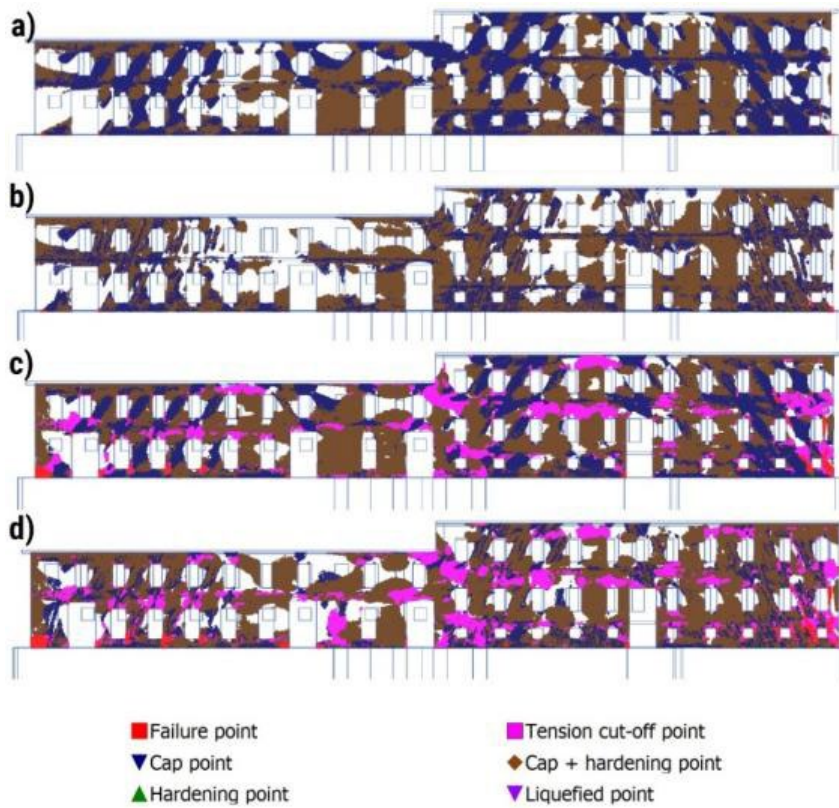 a)
b)
c)
d)
Failure point
Tension cut-off point
Cap point
Cap + hardening point
Hardening point
Liquefied point